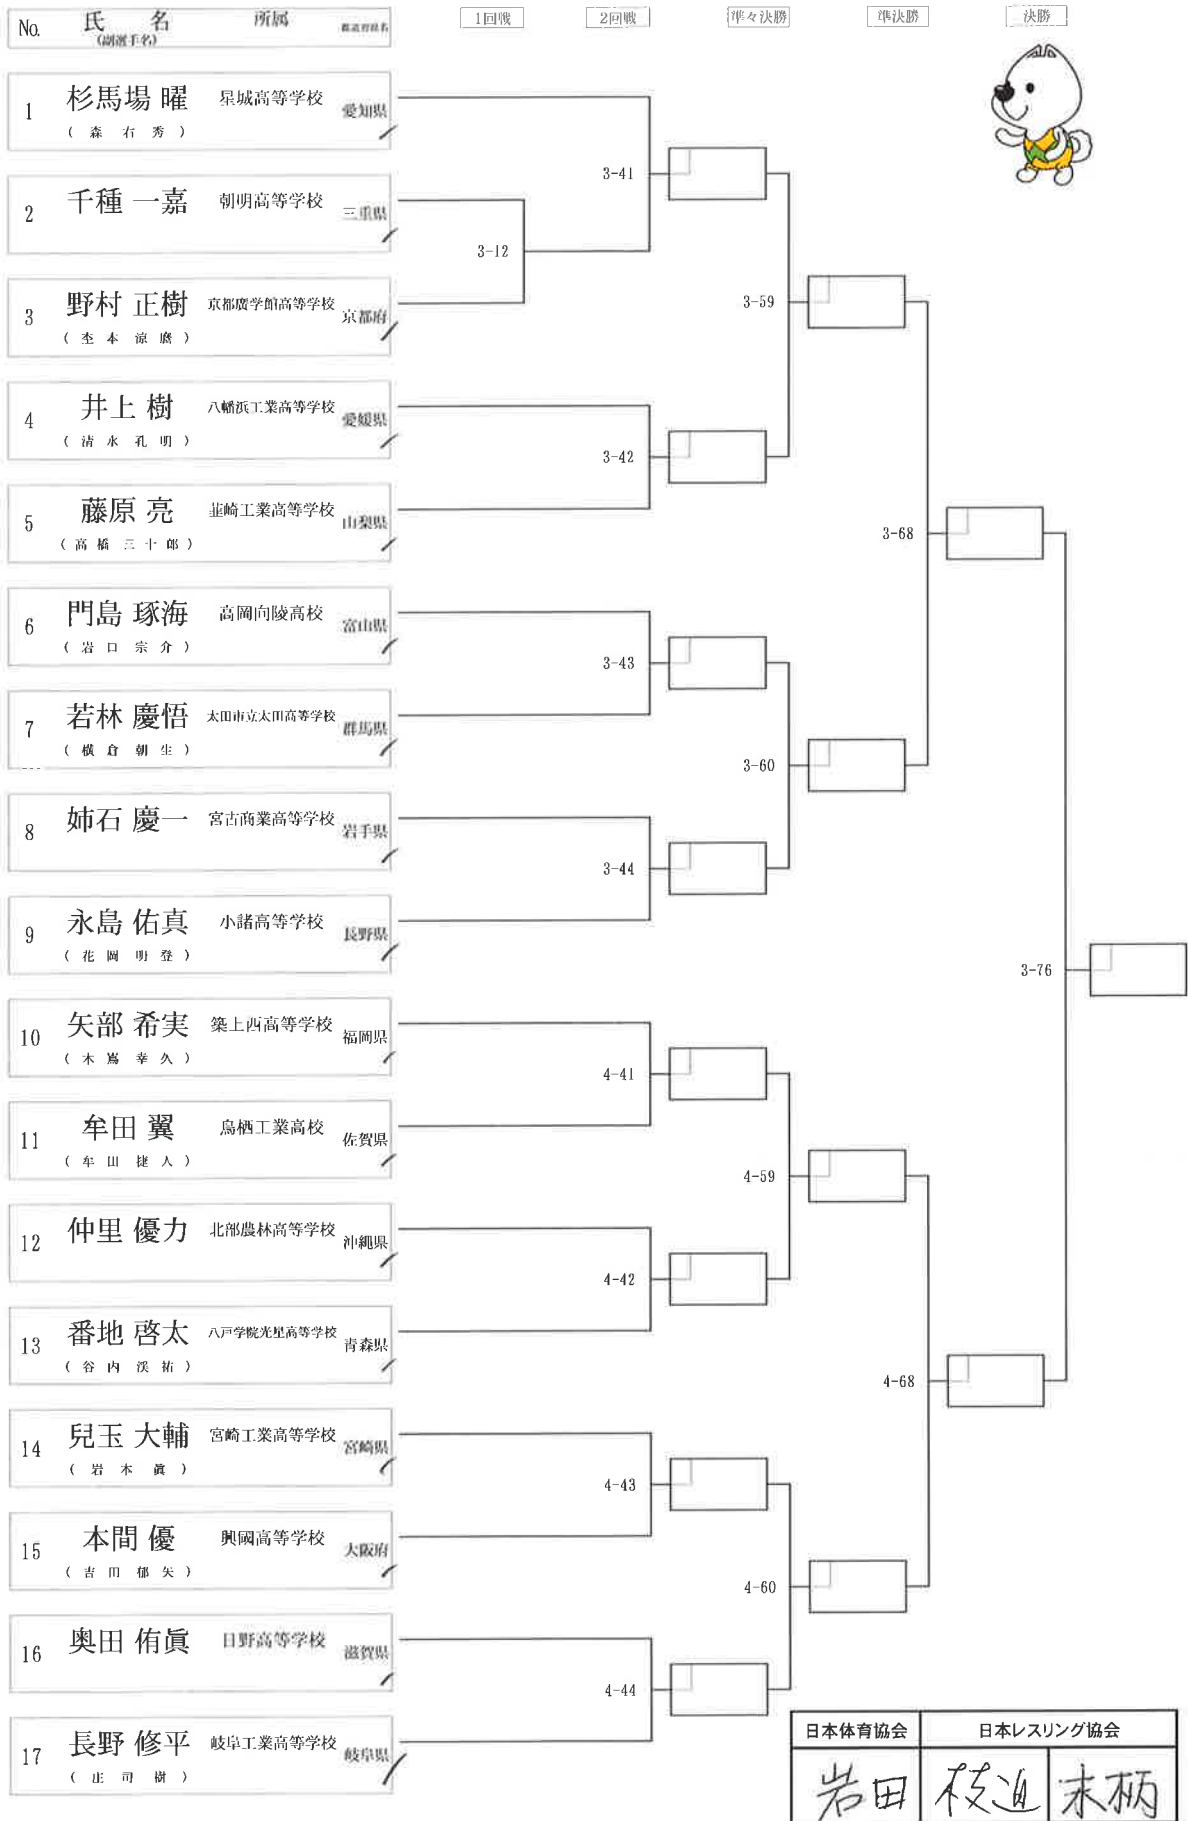 No. 氏 名 所属 都道府県名 1回戦 2回戦 準々決勝 準決勝 決勝
(副選手名)
1 杉馬場 曜 星城高等学校 愛知県
( 森 右 秀 )
3-41
2 千種 一嘉 朝明高等学校 三重県
3-12
3 野村 正樹 京都廣学館高等学校 京都府
3-59
4 井上 樹 八幡浜工業高等学校 愛媛県
( 清 水 孔 明 )
3-42
5 藤原 亮 韮崎工業高等学校 山梨県
( 高 橋 三 十 郎 )
3-68
6 門島 琢海 高岡向陵高校 富山県
( 岩 口 宗 介 )
3-43
7 若林 慶悟 太田市立太田高等学校 群馬県
( 横 倉 朝 生 )
3-60
8 姉石 慶一 宮古商業高等学校 岩手県
3-44
9 永島 佑真 小諸高等学校 長野県
( 花 岡 明 登 )
3-76
10 矢部 希実 築上西高等学校 福岡県
4-41
11 牟田 翼 鳥栖工業高校 佐賀県
4-59
12 仲里 優力 北部農林高等学校 沖縄県
4-42
13 番地 啓太 八戸学院光星高等学校 青森県
( 谷 内 渓 祐 )
4-68
14 兒玉 大輔 宮崎工業高等学校 宮崎県
( 岩 本 眞 )
4-43
15 本間 優 興國高等学校 大阪府
( 吉 田 郁 矢 )
4-60
16 奥田 侑眞 日野高等学校 滋賀県
4-44
17 長野 修平 岐阜工業高等学校 岐阜県
( 庄 司 樹 )
日本体育協会 日本レスリング協会
岩田 枝迫 末柄